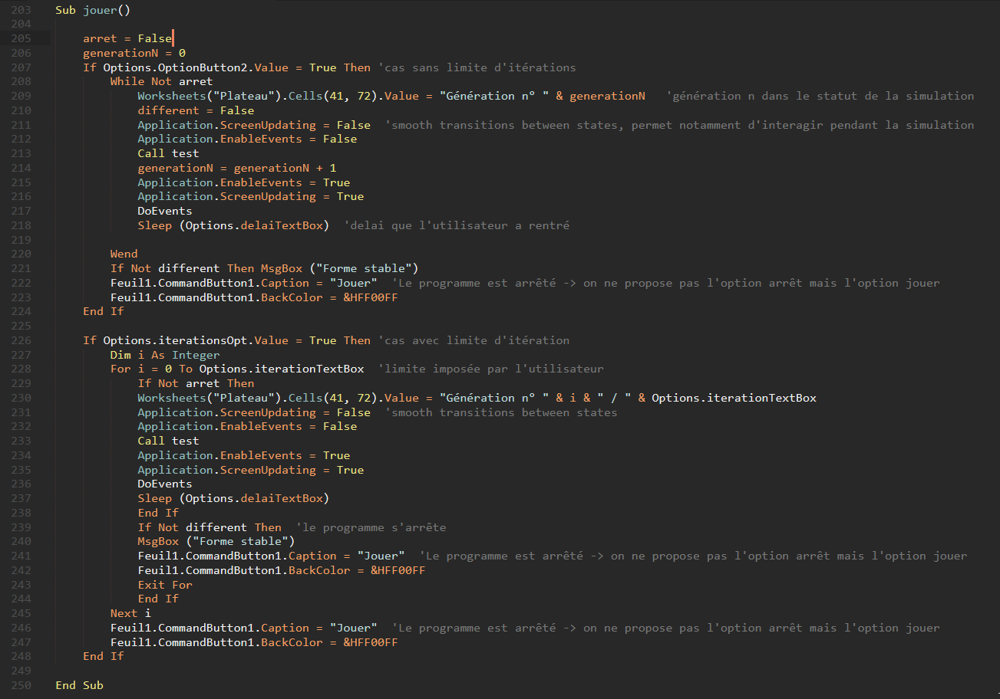 203 Sub jouer()
204
205 arret = False
206 generationN = 0
207 If Options.OptionButton2.Value = True Then 'cas sans limite d'itérations
208 While Not arret
209 Worksheets("Plateau").Cells(41, 72).Value = "Génération n° " & generationN 'génération n dans le statut de la simulation
210 different = False
211 Application.ScreenUpdating = False 'smooth transitions between states, permet notamment d'interagir pendant la simulation
212 Application.EnableEvents = False
213 Call test
214 generationN = generationN + 1
215 Application.EnableEvents = True
216 Application.ScreenUpdating = True
217 DoEvents
218 Sleep (Options.delaiTextBox) 'delai que l'utilisateur a rentré
219
220 Wend
221 If Not different Then MsgBox ("Forme stable")
222 Feuil1.CommandButton1.Caption = "Jouer" 'Le programme est arrêté -> on ne propose pas l'option arrêt mais l'option jouer
223 Feuil1.CommandButton1.BackColor = &HFF00FF
224 End If
225
226 If Options.iterationsOpt.Value = True Then 'cas avec limite d'itération
227 Dim i As Integer
228 For i = 0 To Options.iterationTextBox 'limite imposée par l'utilisateur
229 If Not arret Then
230 Worksheets("Plateau").Cells(41, 72).Value = "Génération n° " & i & " / " & Options.iterationTextBox
231 Application.ScreenUpdating = False 'smooth transitions between states
232 Application.EnableEvents = False
233 Call test
234 Application.EnableEvents = True
235 Application.ScreenUpdating = True
236 DoEvents
237 Sleep (Options.delaiTextBox)
238 End If
239 If Not different Then 'le programme s'arrête
240 MsgBox ("Forme stable")
241 Feuil1.CommandButton1.Caption = "Jouer" 'Le programme est arrêté -> on ne propose pas l'option arrêt mais l'option jouer
242 Feuil1.CommandButton1.BackColor = &HFF00FF
243 Exit For
244 End If
245 Next i
246 Feuil1.CommandButton1.Caption = "Jouer" 'Le programme est arrêté -> on ne propose pas l'option arrêt mais l'option jouer
247 Feuil1.CommandButton1.BackColor = &HFF00FF
248 End If
249
250 End Sub